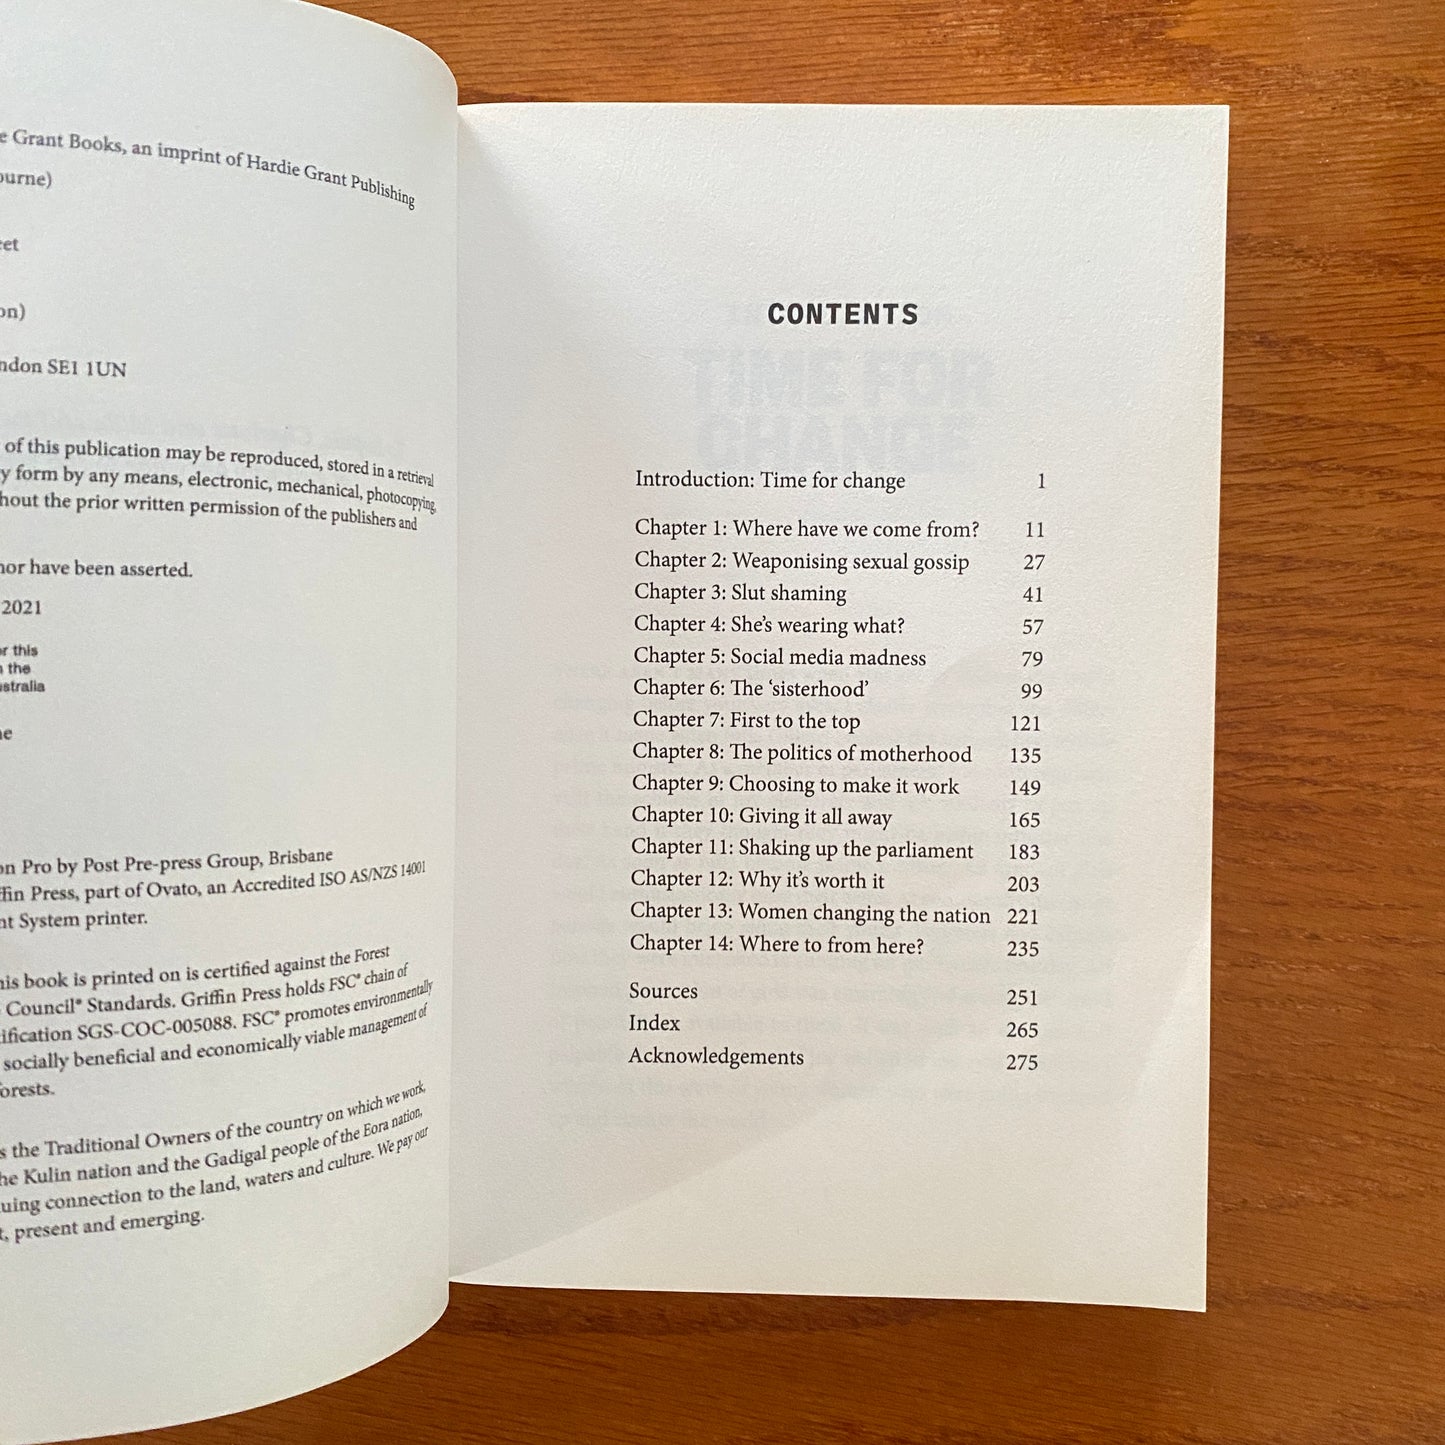 Grant Books, an imprint of Hardie Grant Publishing
ourne)
eet
on)
ndon SE1 1UN
of this publication may be reproduced, stored in a retrieval
y form by any means, electronic, mechanical, photocopying,
hout the prior written permission of the publishers and
hor have been asserted.
2021
or this
the
ustralia
ne
on Pro by Post Pre-press Group, Brisbane
ffin Press, part of Ovato, an Accredited ISO AS/NZS 14001
nt System printer.
his book is printed on is certified against the Forest
Council® Standards. Griffin Press holds FSC® chain of
ification SGS-COC-005088. FSC® promotes environmentally
socially beneficial and economically viable management of
orests.
s the Traditional Owners of the country on which we work,
he Kulin nation and the Gadigal people of the Eora nation,
uing connection to the land, waters and culture. We pay our
t, present and emerging.
CONTENTS
TIME FOR
CHANGE
Introduction: Time for change 1
Chapter 1: Where have we come from? 11
Chapter 2: Weaponising sexual gossip 27
Chapter 3: Slut shaming 41
Chapter 4: She's wearing what? 57
Chapter 5: Social media madness 79
Chapter 6: The 'sisterhood' 99
Chapter 7: First to the top 121
Chapter 8: The politics of motherhood 135
Chapter 9: Choosing to make it work 149
Chapter 10: Giving it all away 165
Chapter 11: Shaking up the parliament 183
Chapter 12: Why it's worth it 203
Chapter 13: Women changing the nation 221
Chapter 14: Where to from here? 235
Sources 251
Index 265
Acknowledgements 275